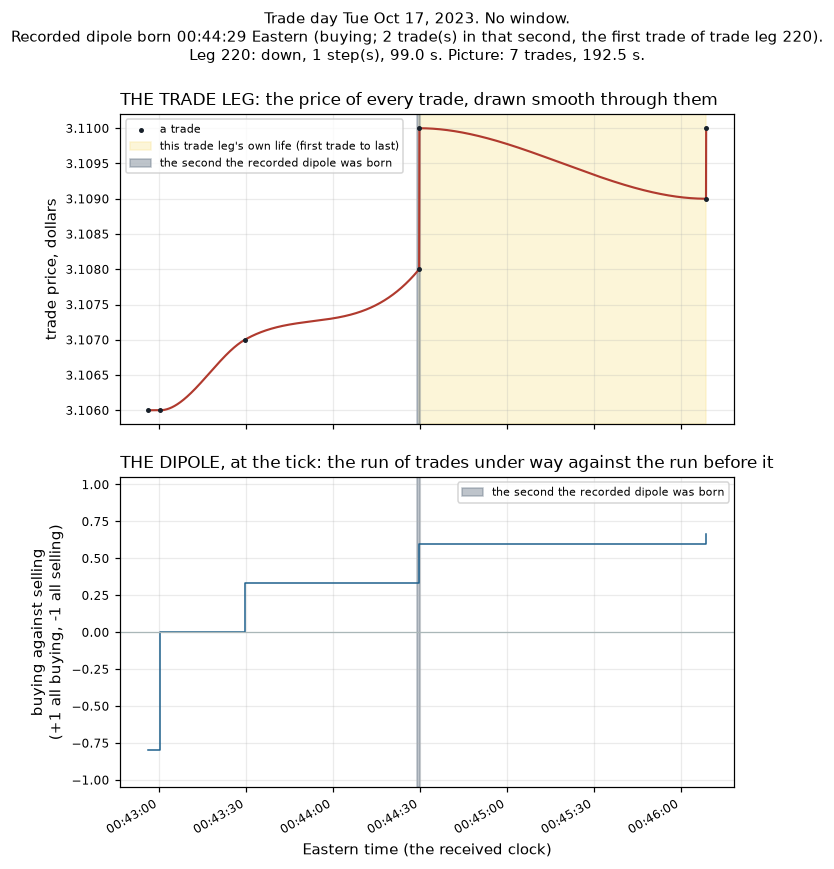 Trade day Tue Oct 17, 2023. No window.
Recorded dipole born 00:44:29 Eastern (buying; 2 trade(s) in that second, the first trade of trade leg 220).
Leg 220: down, 1 step(s), 99.0 s. Picture: 7 trades, 192.5 s.
THE TRADE LEG: the price of every trade, drawn smooth through them
a trade
this trade leg's own life (first trade to last)
the second the recorded dipole was born
trade price, dollars
3.1100
3.1095
3.1090
3.1085
3.1080
3.1075
3.1070
3.1065
3.1060
THE DIPOLE, at the tick: the run of trades under way against the run before it
the second the recorded dipole was born
buying against selling
(+1 all buying, -1 all selling)
1.00
0.75
0.50
0.25
0.00
−0.25
−0.50
−0.75
−1.00
00:43:00
00:43:30
00:44:00
00:44:30
00:45:00
00:45:30
00:46:00
Eastern time (the received clock)